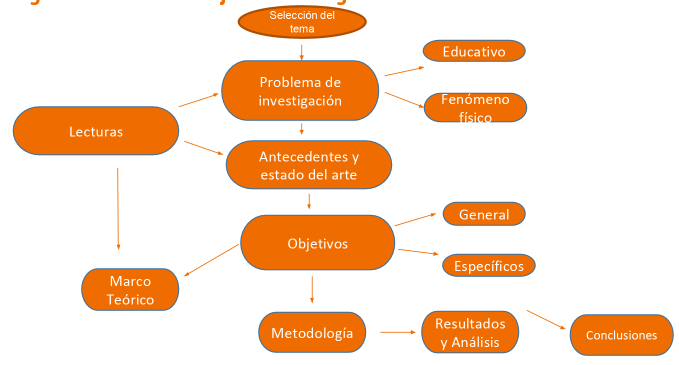 Selección del
tema
Problema de
investigación
Educativo
Fenómeno
físico
Lecturas
Antecedentes y
estado del arte
Objetivos
General
Específicos
Marco
Teórico
Metodología
Resultados
y Análisis
Conclusiones